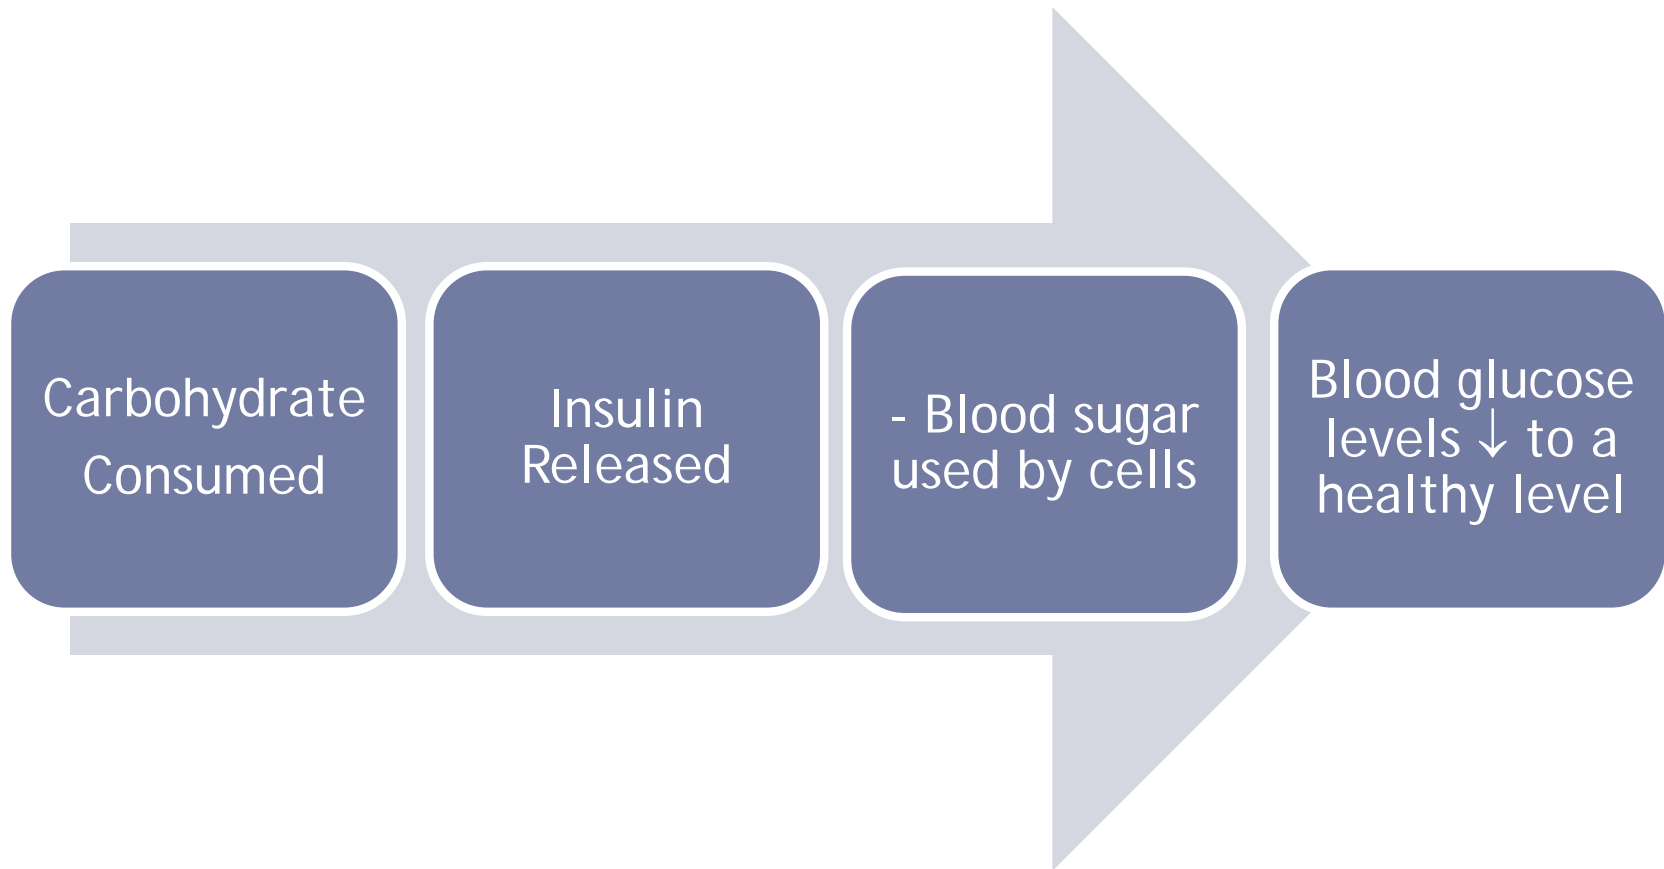 Carbohydrate
Consumed
Insulin
Released
- Blood sugar
used by cells
Blood glucose
levels ↓ to a
healthy level